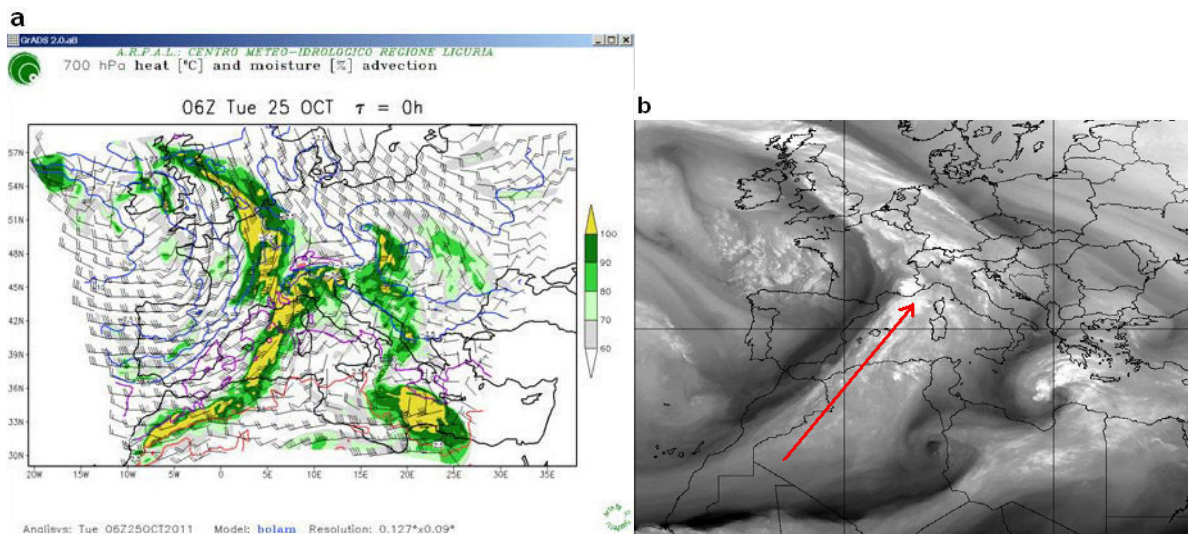 a
GrADS 2.0.a8
A.R.P.A.L.: CENTRO METEO-IDROLOGICO REGIONE LIGURIA
700 hPa heat [°C] and moisture [%] advection
06Z Tue 25 OCT τ = 0h
b
57N
54N
51N
48N
45N
42N
39N
36N
33N
30N
20W 15W 10W 5W 0 5E 10E 15E 20E 25E 30E 35E
100
90
80
70
60
Analisys: Tue 06Z25OCT2011 Model: bolam Resolution: 0.127°x0.09°